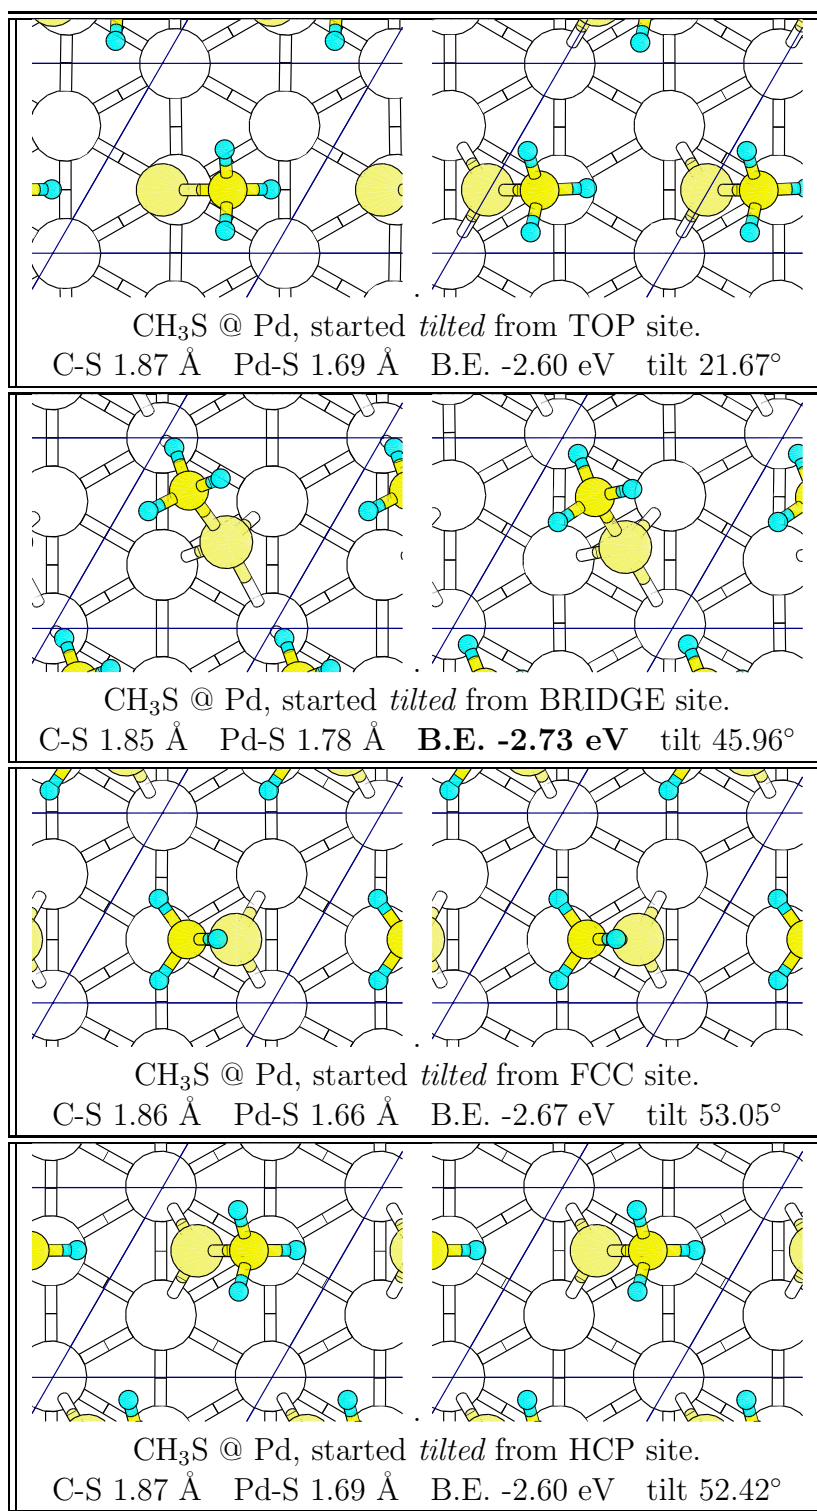 CH₃S @ Pd, started tilted from TOP site.
C-S 1.87 Å Pd-S 1.69 Å B.E. -2.60 eV tilt 21.67°
CH₃S @ Pd, started tilted from BRIDGE site.
C-S 1.85 Å Pd-S 1.78 Å B.E. -2.73 eV tilt 45.96°
CH₃S @ Pd, started tilted from FCC site.
C-S 1.86 Å Pd-S 1.66 Å B.E. -2.67 eV tilt 53.05°
CH₃S @ Pd, started tilted from HCP site.
C-S 1.87 Å Pd-S 1.69 Å B.E. -2.60 eV tilt 52.42°